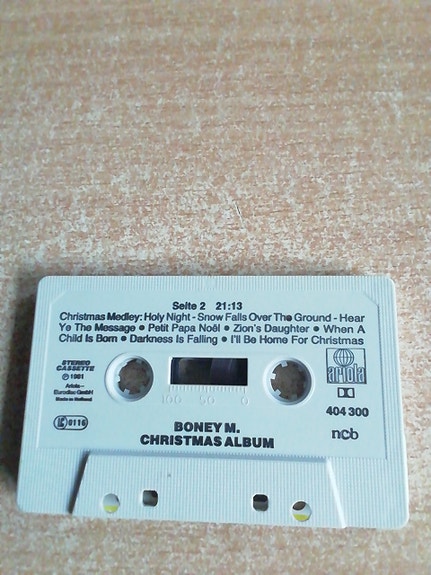 Seite 2 21:13
Christmas Medley: Holy Night - Snow Falls Over The Ground - Hear
Ye The Message • Petit Papa Noël • Zion's Daughter • When A
Child Is Born • Darkness Is Falling • I'll Be Home For Christmas
STEREO
CASSETTE
℗ 1981
Ariola-
Eurodisc GmbH
Made in Holland
LC 0116
100 50 0
ariola
404 300
ncb
BONEY M.
CHRISTMAS ALBUM